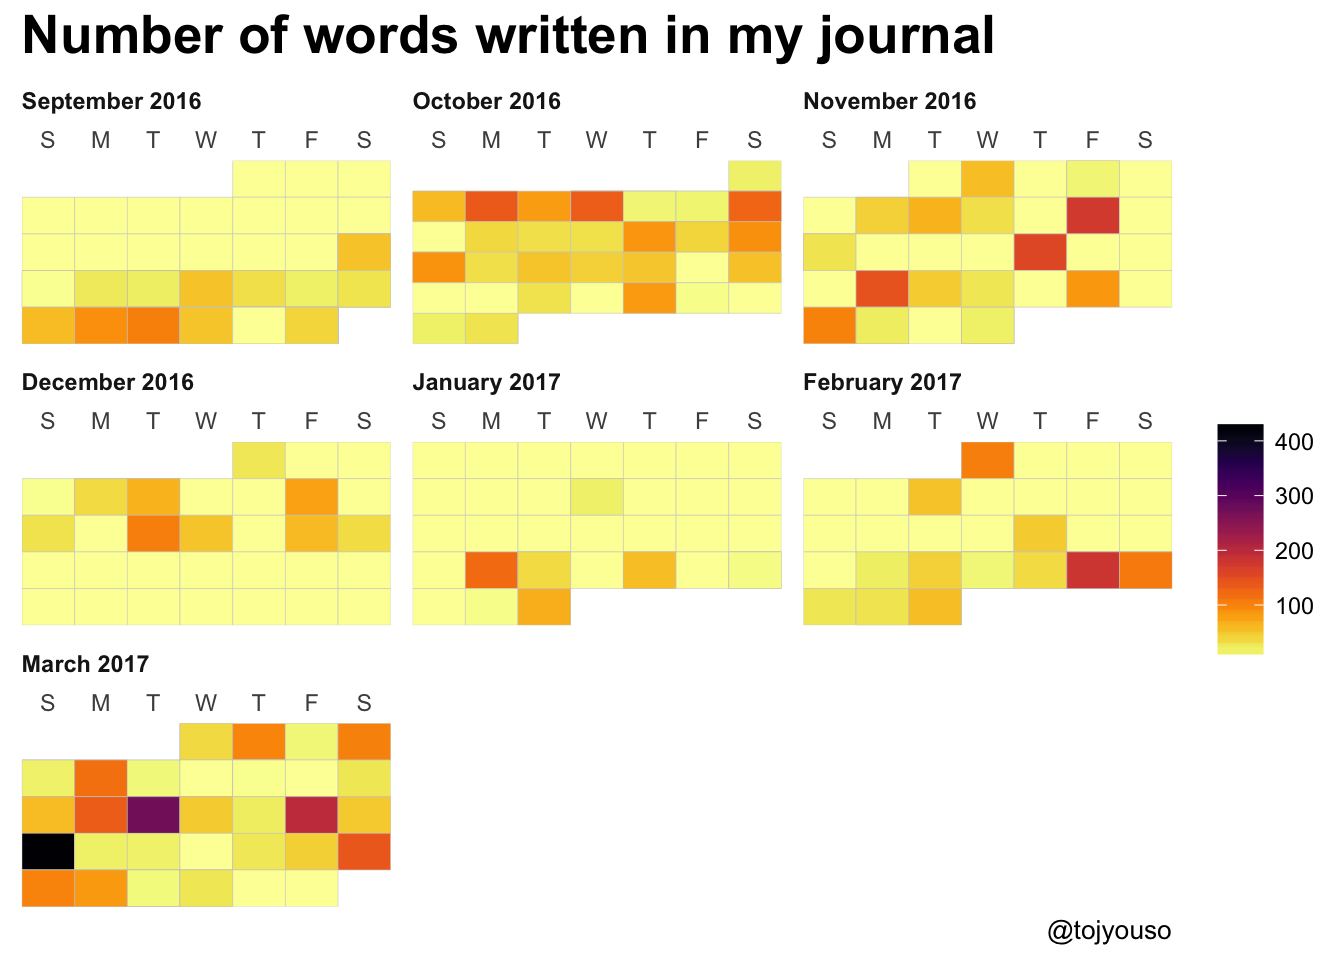 Number of words written in my journal
September 2016 October 2016 November 2016
S M T W T F S S M T W T F S S M T W T F S
December 2016 January 2017 February 2017
S M T W T F S S M T W T F S S M T W T F S
400
300
200
100
March 2017
S M T W T F S
@tojyouso